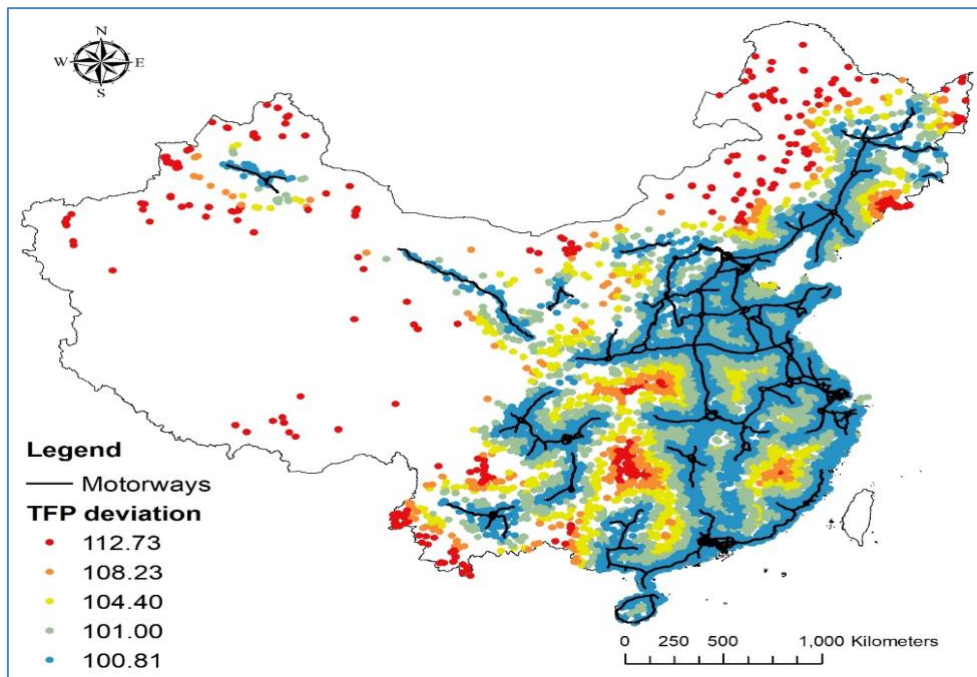 N
W E
S
Legend
Motorways
TFP deviation
112.73
108.23
104.40
101.00
100.81
0 250 500 1,000 Kilometers